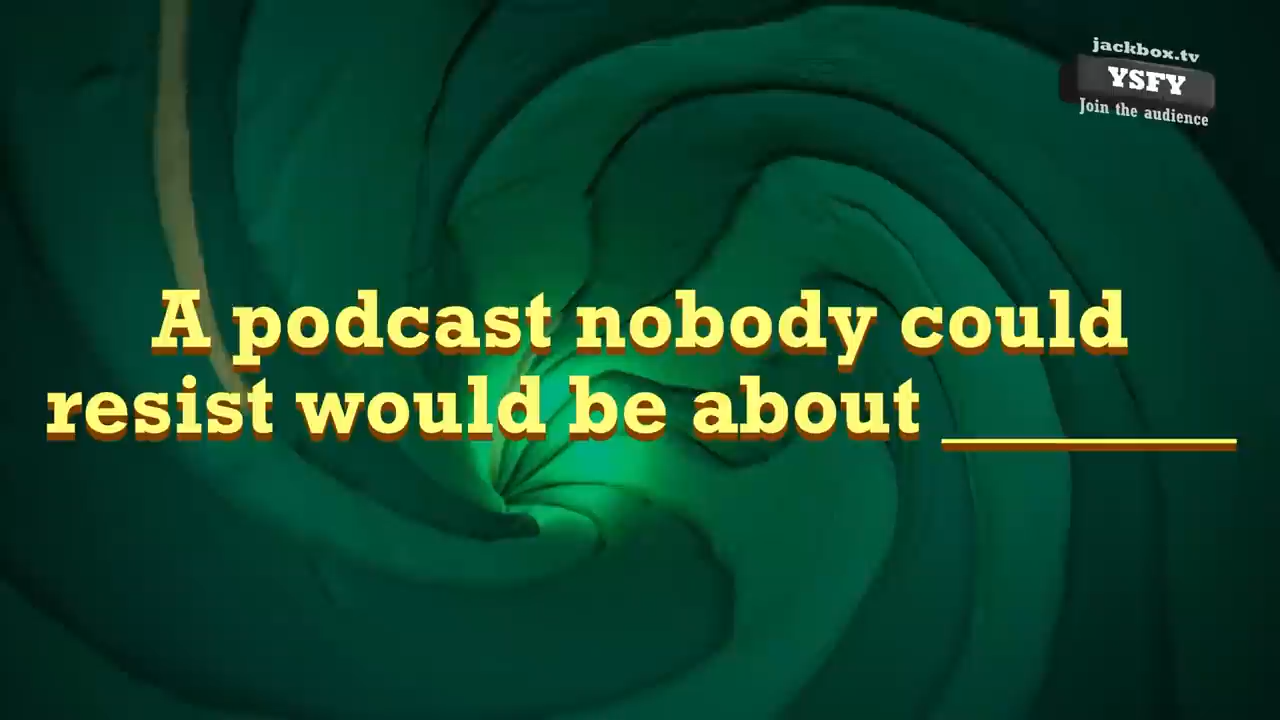 jackbox.tv
YSFY
Join the audience
A podcast nobody could
resist would be about ________